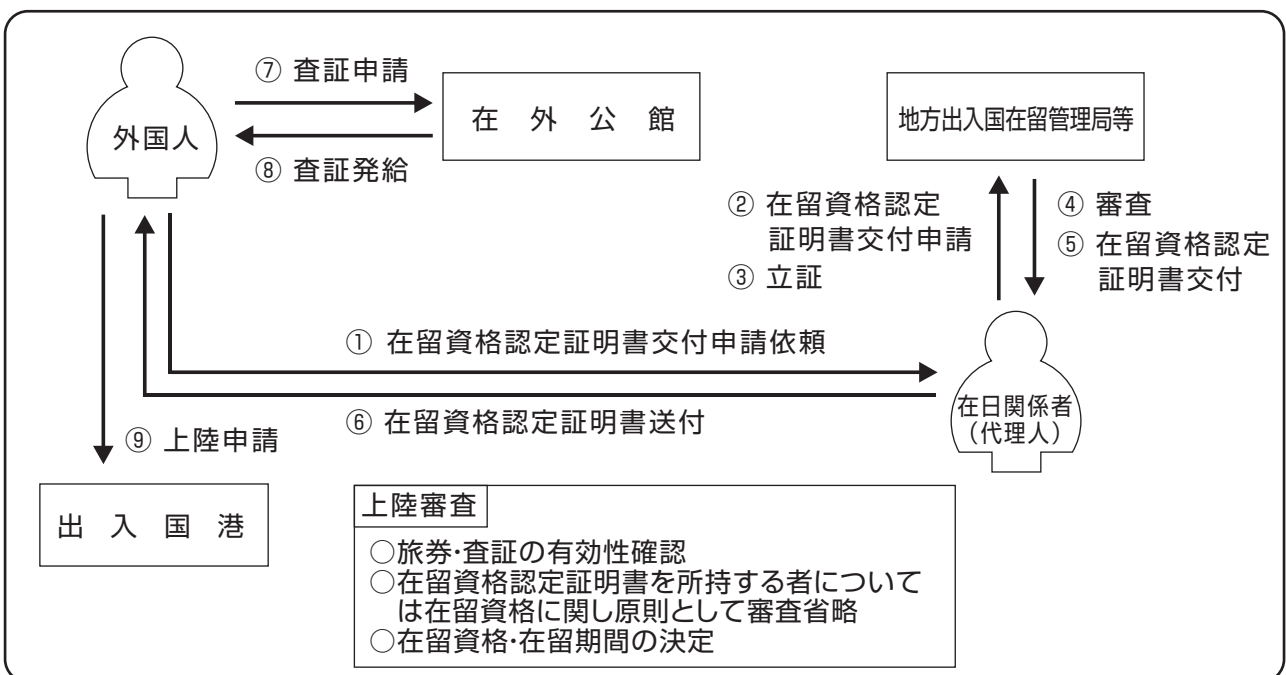 ⑦ 査証申請
外国人
在外公館
地方出入国在留管理局等
⑧ 査証発給
② 在留資格認定
証明書交付申請
③ 立証
④ 審査
⑤ 在留資格認定
証明書交付
① 在留資格認定証明書交付申請依頼
⑥ 在留資格認定証明書送付
在日関係者
（代理人）
⑨ 上陸申請
出入国港
上陸審査
○旅券・査証の有効性確認
○在留資格認定証明書を所持する者について
は在留資格に関し原則として審査省略
○在留資格・在留期間の決定